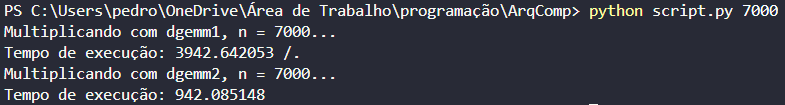 PS C:\Users\pedro\OneDrive\Área de Trabalho\programação\ArqComp> python script.py 7000
Multiplicando com dgemm1, n = 7000...
Tempo de execução: 3942.642053 /.
Multiplicando com dgemm2, n = 7000...
Tempo de execução: 942.085148